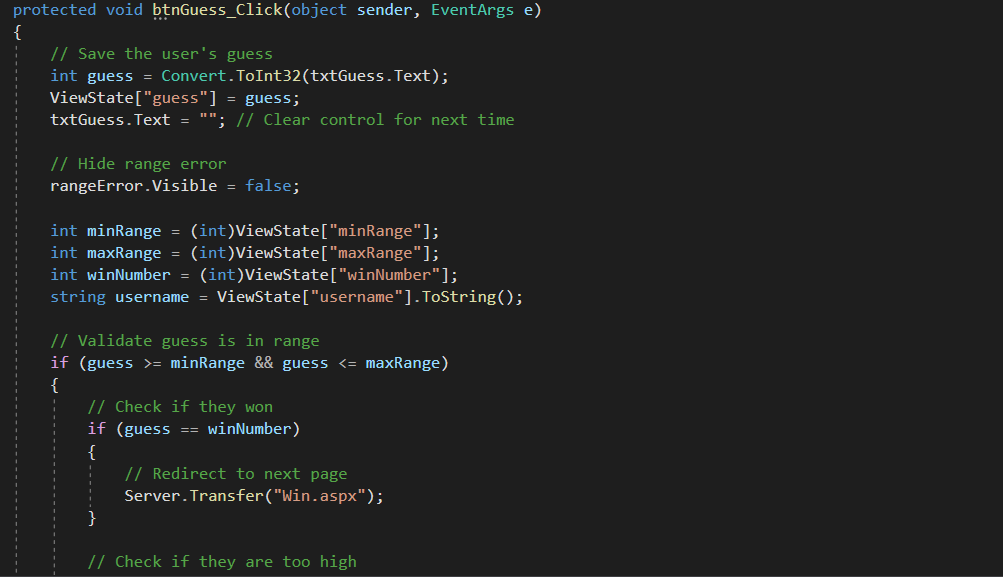 protected void btnGuess_Click(object sender, EventArgs e)
{
    // Save the user's guess
    int guess = Convert.ToInt32(txtGuess.Text);
    ViewState["guess"] = guess;
    txtGuess.Text = ""; // Clear control for next time

    // Hide range error
    rangeError.Visible = false;

    int minRange = (int)ViewState["minRange"];
    int maxRange = (int)ViewState["maxRange"];
    int winNumber = (int)ViewState["winNumber"];
    string username = ViewState["username"].ToString();

    // Validate guess is in range
    if (guess >= minRange && guess <= maxRange)
    {
        // Check if they won
        if (guess == winNumber)
        {
            // Redirect to next page
            Server.Transfer("Win.aspx");
        }

        // Check if they are too high